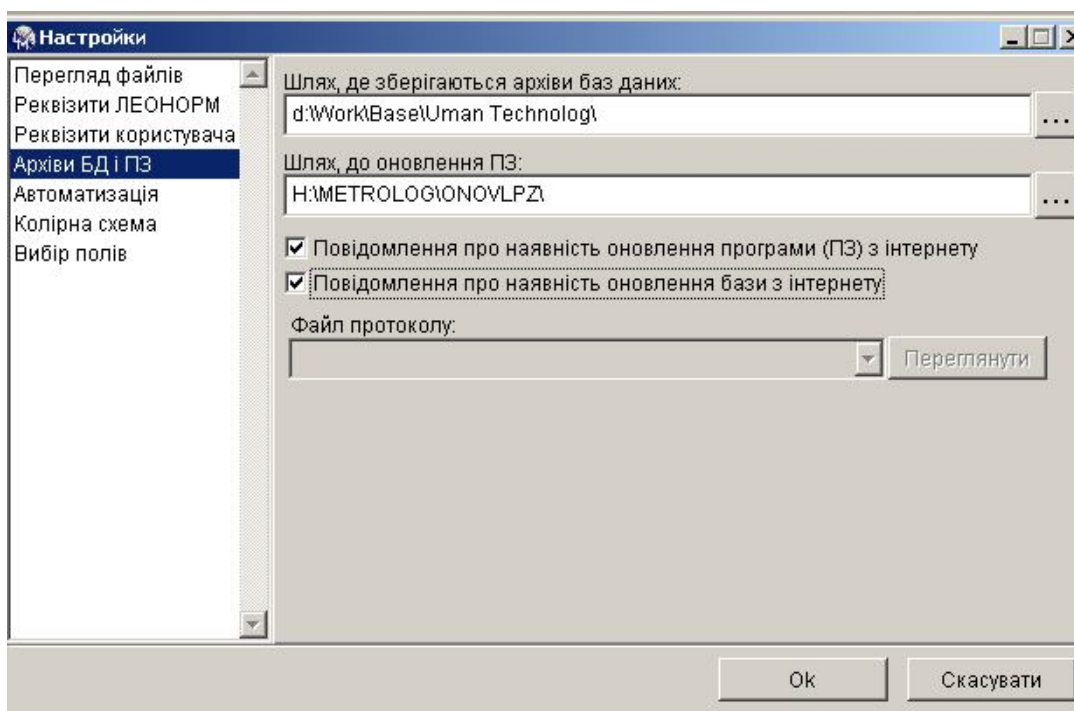 Настройки
Перегляд файлів
Реквізити ЛЕОНОРМ
Реквізити користувача
Архіви БД і ПЗ
Автоматизація
Колірна схема
Вибір полів
Шлях, де зберігаються архіви баз даних:
d:\Work\Base\Uman Technolog\
...
Шлях, до оновлення ПЗ:
H:\METROLOG\ONOVLPZ\
...
Повідомлення про наявність оновлення програми (ПЗ) з інтернету
Повідомлення про наявність оновлення бази з інтернету
Файл протоколу:
Переглянути
Ok
Скасувати